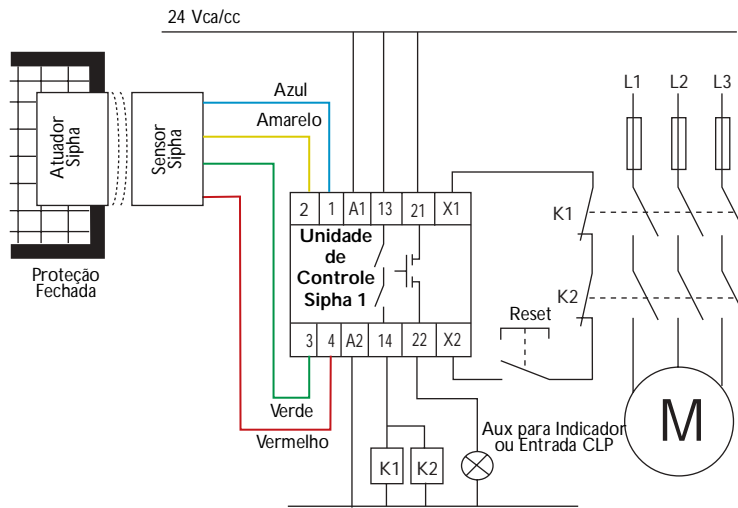 24 Vca/cc
L1
L2
L3
Azul
Amarelo
Atuador
Sipha
Sensor
Sipha
2
1
A1
13
21
X1
K1
Unidade
de
Controle
Sipha 1
Proteção
Fechada
K2
Reset
3
4
A2
14
22
X2
Verde
Vermelho
Aux para Indicador
ou Entrada CLP
M
K1
K2